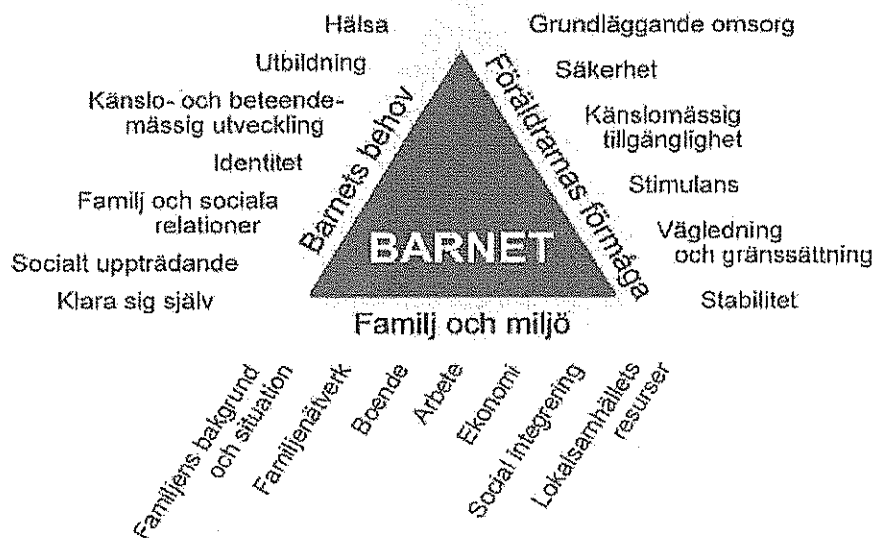 Hälsa
Utbildning
Känslo- och beteende-
mässig utveckling
Identitet
Familj och sociala
relationer
Socialt uppträdande
Klara sig själv
Barnets behov
BARNET
Föräldrarnas förmåga
Grundläggande omsorg
Säkerhet
Känslomässig
tillgänglighet
Stimulans
Vägledning
och gränssättning
Stabilitet
Familj och miljö
Familjens bakgrund
och situation
Familjenätverk
Boende
Arbete
Ekonomi
Social integrering
Lokalsamhällets
resurser